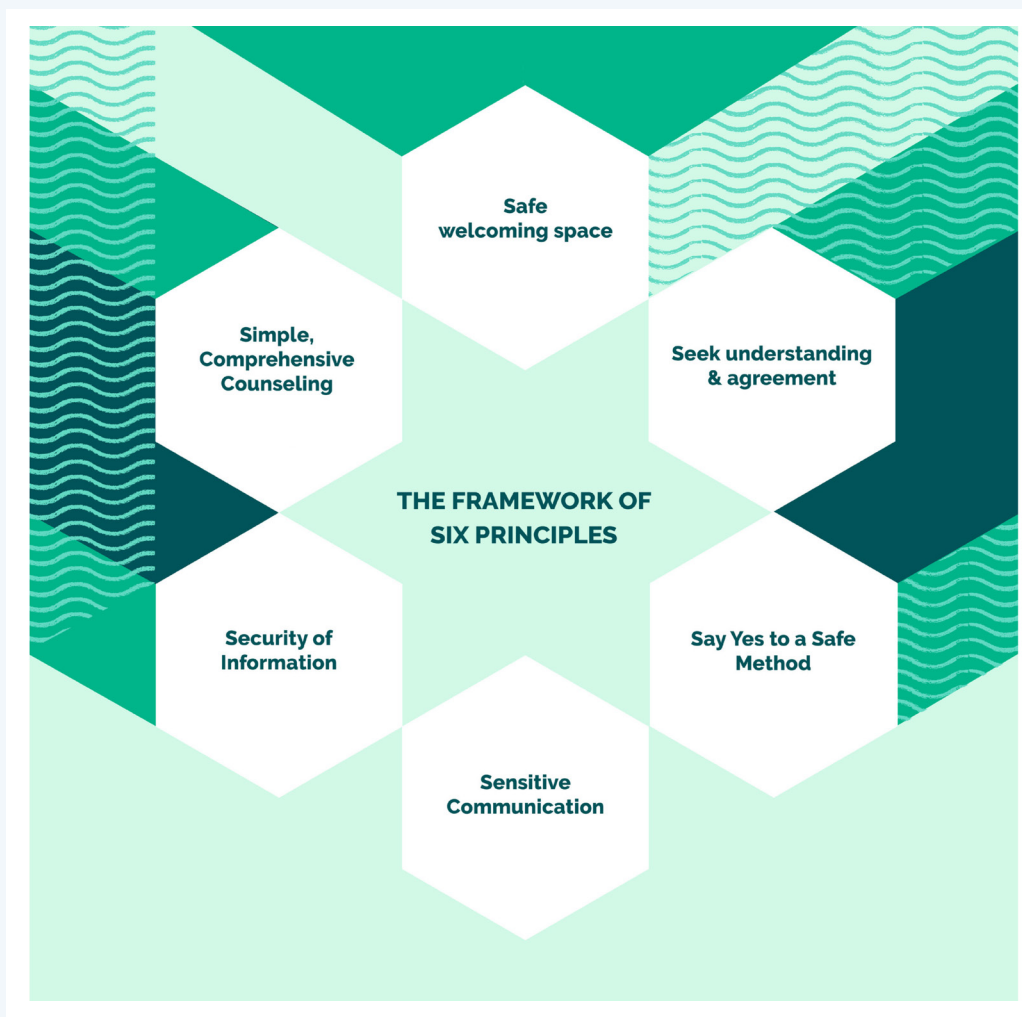 Safe
welcoming space
Simple,
Comprehensive
Counseling
Seek understanding
& agreement
THE FRAMEWORK OF
SIX PRINCIPLES
Security of
Information
Say Yes to a Safe
Method
Sensitive
Communication